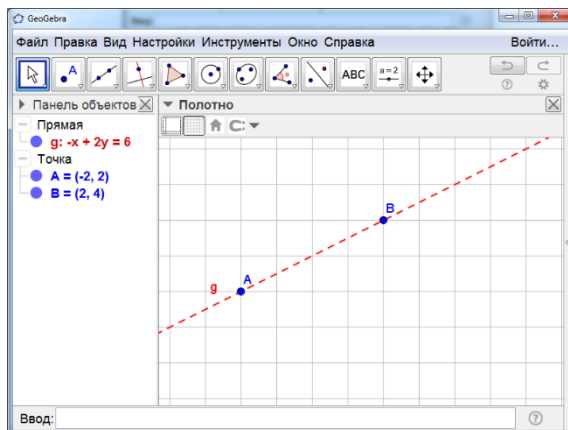 GeoGebra
Файл Правка Вид Настройки Инструменты Окно Справка Войти...
A ABC a=2
Панель объектов
Полотно
Прямая
g: -x + 2y = 6
Точка
A = (-2, 2)
B = (2, 4)
B
A
g
Ввод: